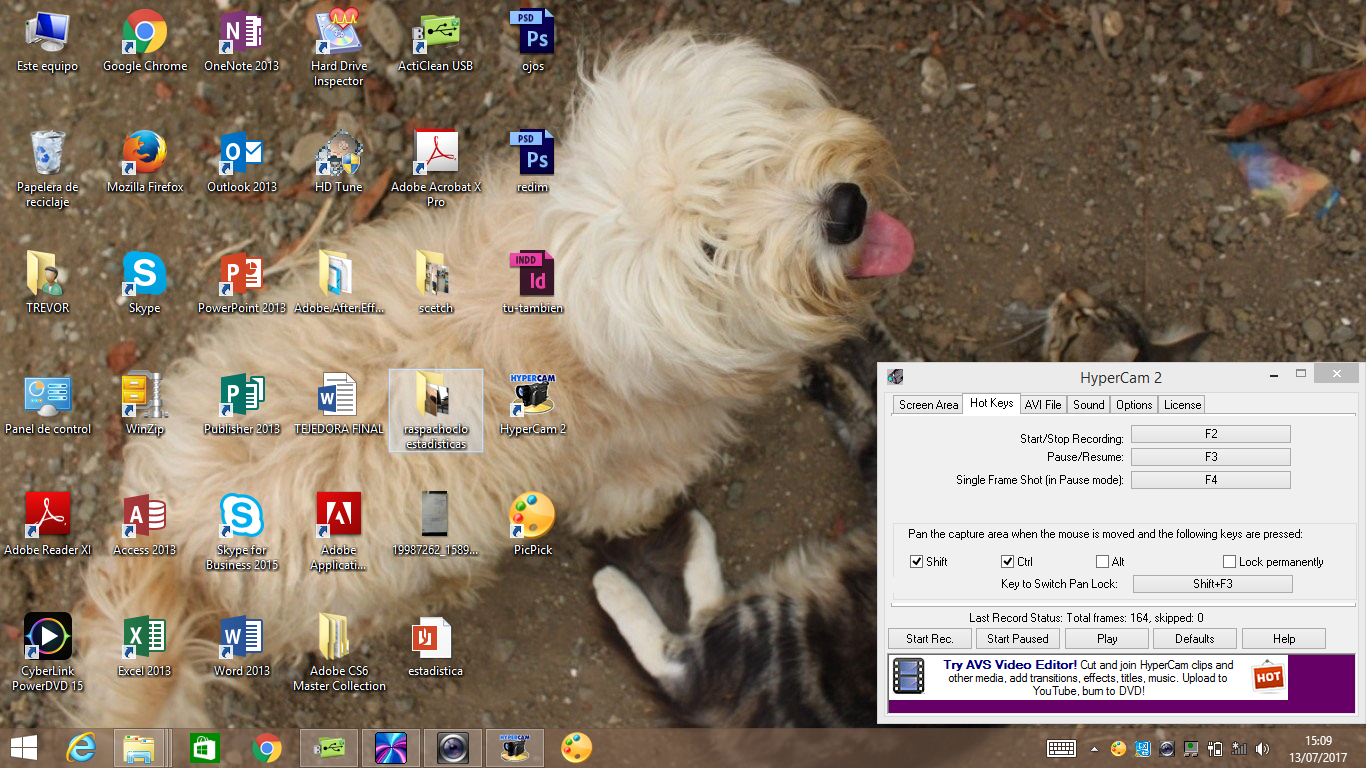 Este equipo
Google Chrome
OneNote 2013
Hard Drive
Inspector
ActiClean USB
PSD
Ps
ojos
Papelera de
reciclaje
Mozilla Firefox
Outlook 2013
HD Tune
Adobe Acrobat X
Pro
PSD
Ps
redim
TREVOR
Skype
PowerPoint 2013
Adobe.After.Eff...
scetch
INDD
Id
tu-tambien
Panel de control
WinZip
Publisher 2013
TEJEDORA FINAL
raspachoclo
estadisticas
HYPERCAM
HyperCam 2
Adobe Reader XI
Access 2013
Skype for
Business 2015
Adobe
Applicati...
19987262_1589...
PicPick
CyberLink
PowerDVD 15
Excel 2013
Word 2013
Adobe CS6
Master Collection
estadistica
HyperCam 2
Screen Area
Hot Keys
AVI File
Sound
Options
License
Start/Stop Recording:
F2
Pause/Resume:
F3
Single Frame Shot (in Pause mode):
F4
Pan the capture area when the mouse is moved and the following keys are pressed:
Shift
Ctrl
Alt
Lock permanently
Key to Switch Pan Lock:
Shift+F3
Last Record Status: Total frames: 164, skipped: 0
Start Rec.
Start Paused
Play
Defaults
Help
Try AVS Video Editor! Cut and join HyperCam clips and
other media, add transitions, effects, titles, music. Upload to
YouTube, burn to DVD!
HOT
HYPERCAM
15:09
13/07/2017